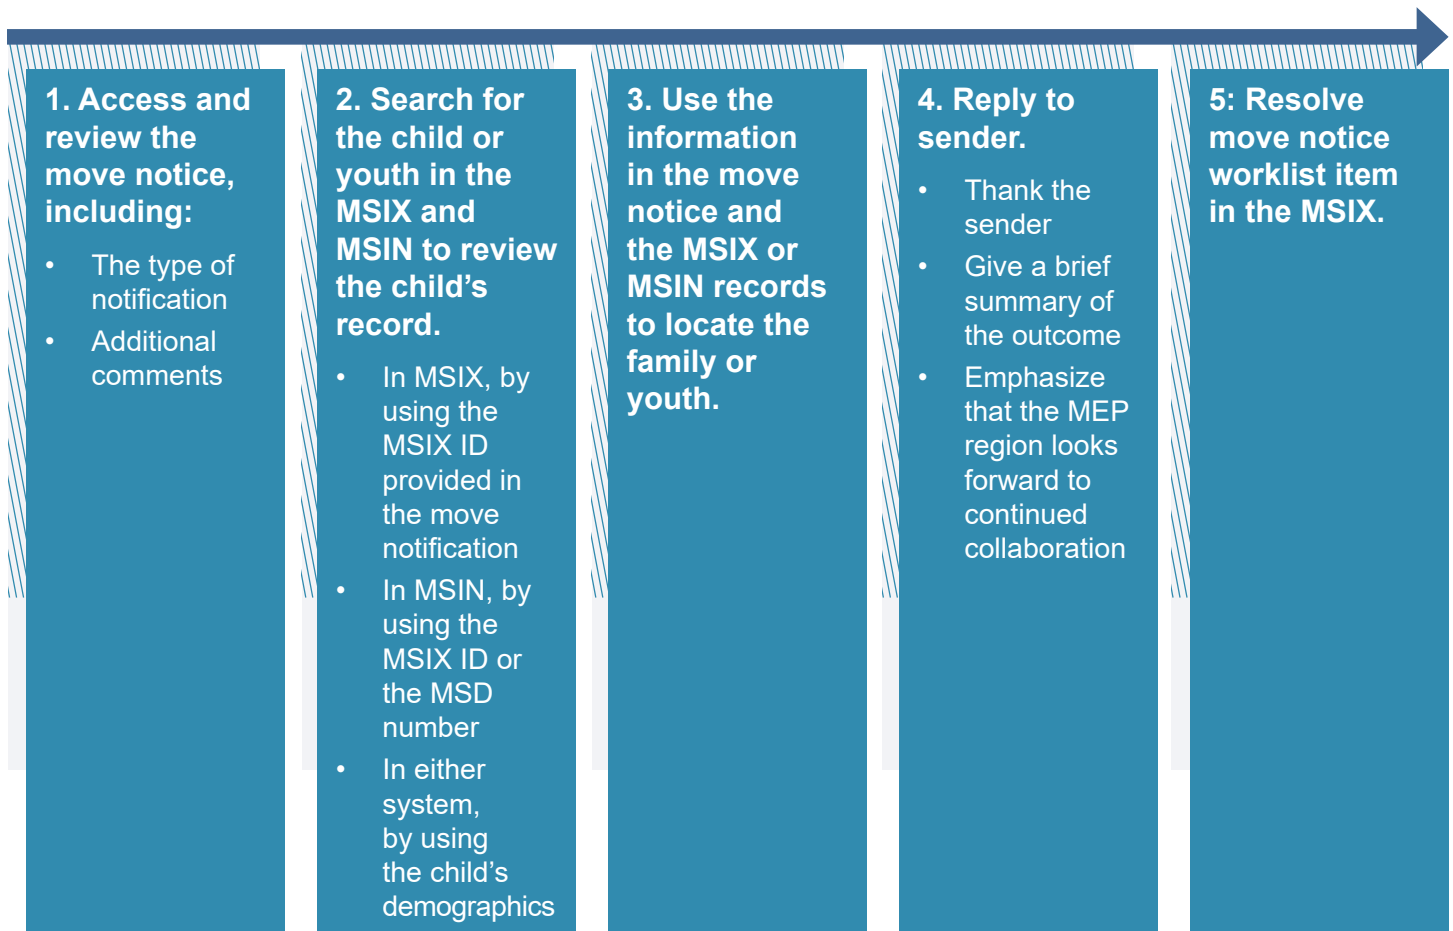 1. Access and
review the
move notice,
including:
• The type of
notification
• Additional
comments
2. Search for
the child or
youth in the
MSIX and
MSIN to review
the child’s
record.
• In MSIX, by
using the
MSIX ID
provided in
the move
notification
• In MSIN, by
using the
MSIX ID or
the MSD
number
• In either
system,
by using
the child’s
demographics
3. Use the
information
in the move
notice and
the MSIX or
MSIN records
to locate the
family or
youth.
4. Reply to
sender.
• Thank the
sender
• Give a brief
summary of
the outcome
• Emphasize
that the MEP
region looks
forward to
continued
collaboration
5: Resolve
move notice
worklist item
in the MSIX.